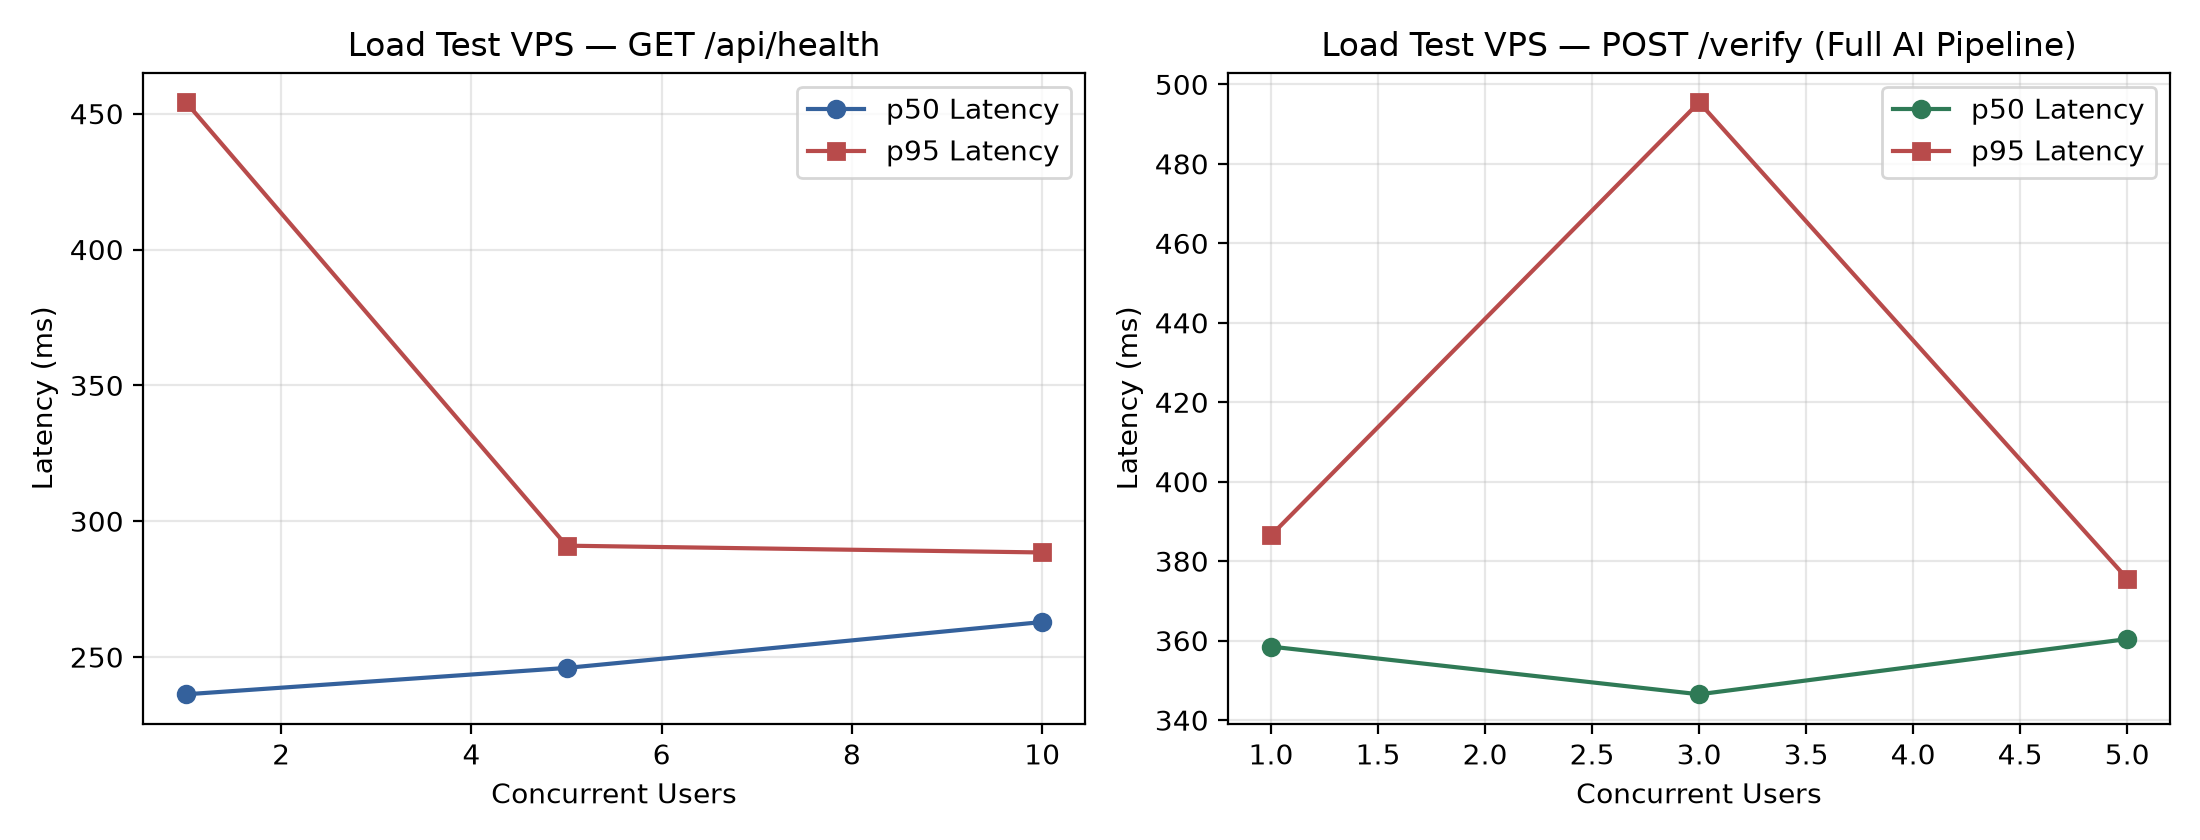 Load Test VPS — GET /api/health
450
400
350
300
250
Latency (ms)
p50 Latency
p95 Latency
2 4 6 8 10
Concurrent Users
Load Test VPS — POST /verify (Full AI Pipeline)
500
480
460
440
420
400
380
360
340
Latency (ms)
p50 Latency
p95 Latency
1.0 1.5 2.0 2.5 3.0 3.5 4.0 4.5 5.0
Concurrent Users